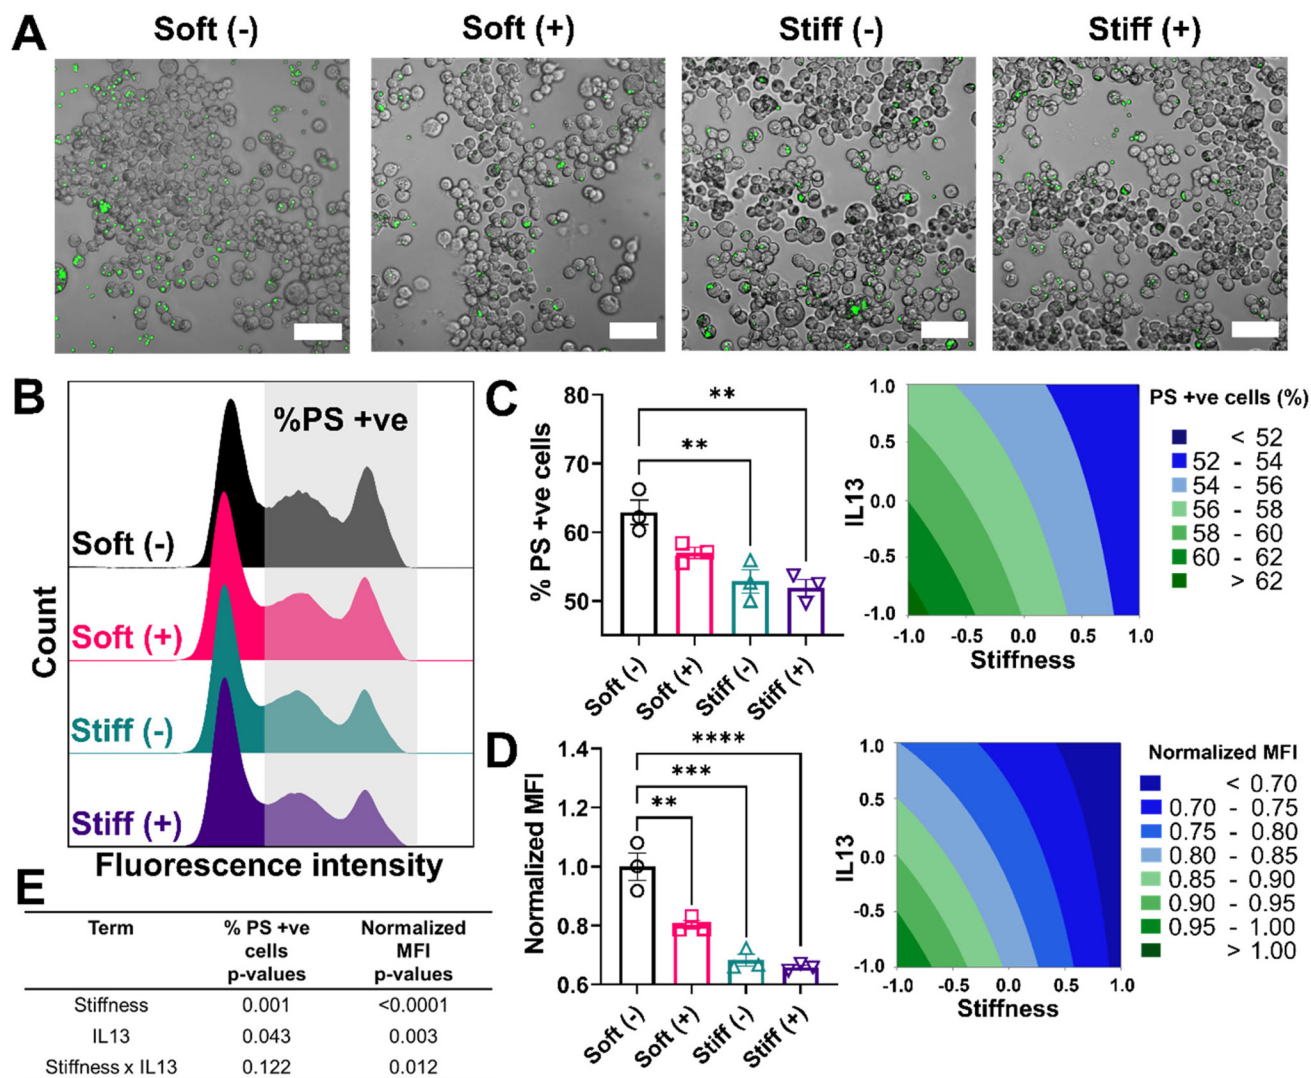 A
Soft (-)
Soft (+)
Stiff (-)
Stiff (+)
B
%PS +ve
Soft (-)
Soft (+)
Stiff (-)
Stiff (+)
Count
Fluorescence intensity
C
% PS +ve cells
80
70
60
50
**
**
Soft (-)
Soft (+)
Stiff (-)
Stiff (+)
IL13
1.0
0.5
0.0
-0.5
-1.0
-1.0 -0.5 0.0 0.5 1.0
Stiffness
PS +ve cells (%)
< 52
52 - 54
54 - 56
56 - 58
58 - 60
60 - 62
> 62
D
Normalized MFI
1.4
1.2
1.0
0.8
0.6
****
***
**
Soft (-)
Soft (+)
Stiff (-)
Stiff (+)
IL13
1.0
0.5
0.0
-0.5
-1.0
-1.0 -0.5 0.0 0.5 1.0
Stiffness
Normalized MFI
< 0.70
0.70 - 0.75
0.75 - 0.80
0.80 - 0.85
0.85 - 0.90
0.90 - 0.95
0.95 - 1.00
> 1.00
E
Term
% PS +ve
cells
p-values
Normalized
MFI
p-values
Stiffness 0.001 <0.0001
IL13 0.043 0.003
Stiffness x IL13 0.122 0.012